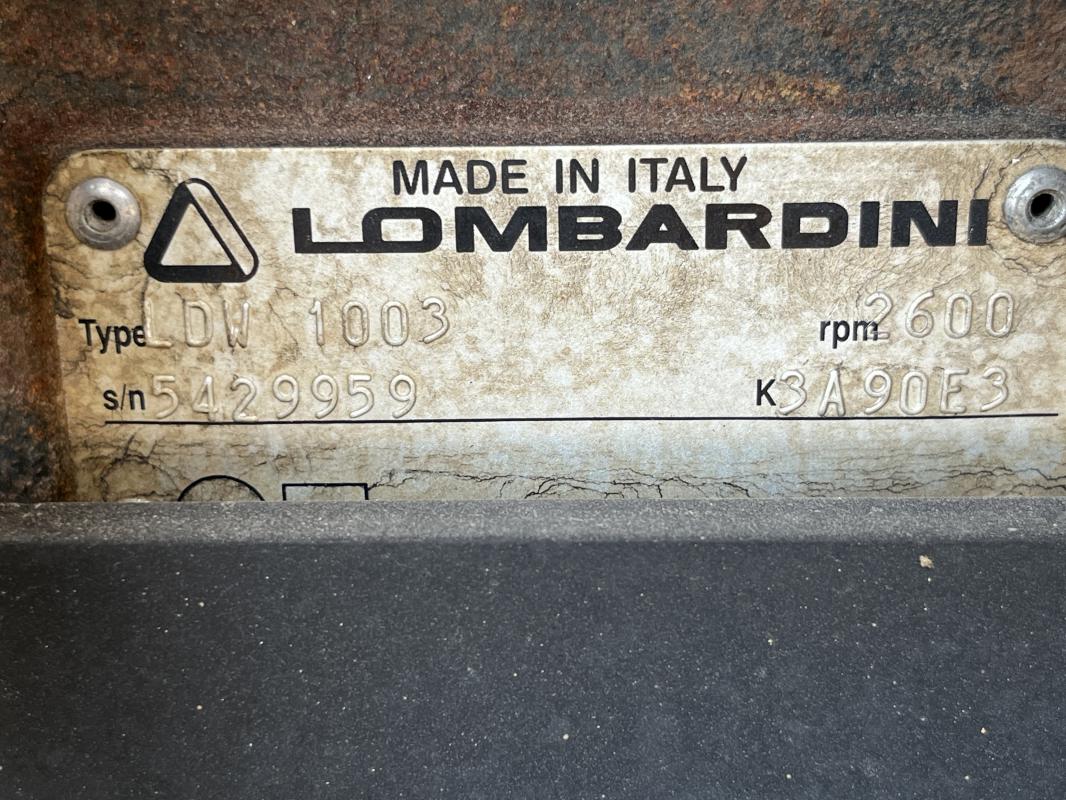 MADE IN ITALY
LOMBARDINI
Type LDW 1003 rpm 2600
s/n 5429959 K 3A90E3